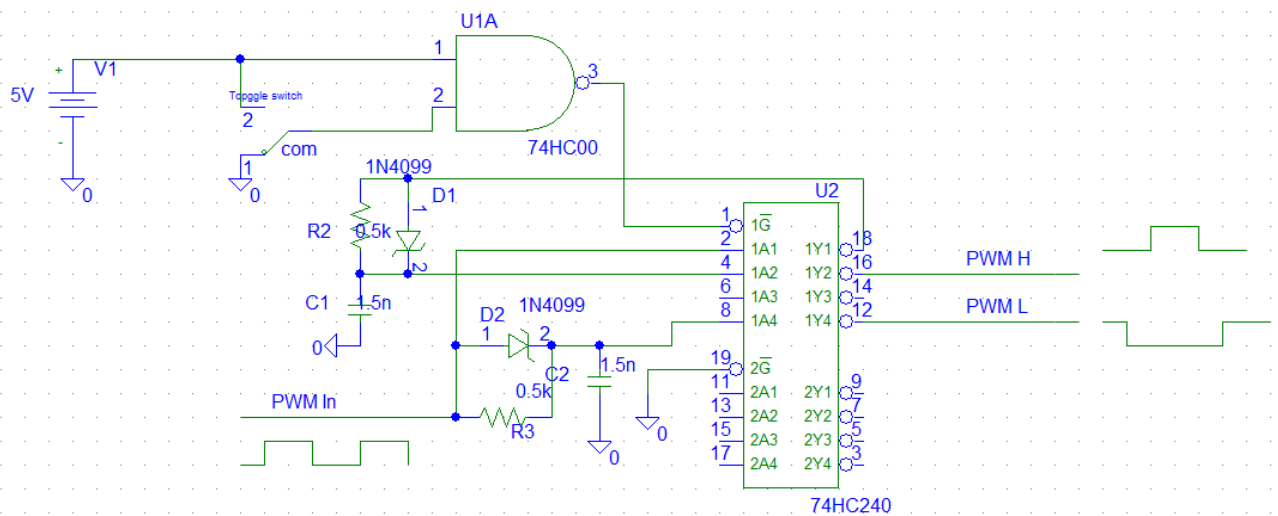 U1A
1
3
+
V1
5V
Topggle switch
2
2
-
com
74HC00
1
0
0
1N4099
U2
D1
1
R2
0.5k
2
1
1G
2
1A1
1Y1
18
4
1A2
1Y2
16
PWM H
6
1A3
1Y3
14
8
1A4
1Y4
12
PWM L
C1
1.5n
1N4099
D2
1
2
0
19
2G
1.5n
C2
11
2A1
2Y1
9
0.5k
PWM In
13
2A2
2Y2
7
R3
0
15
2A3
2Y3
5
0
17
2A4
2Y4
3
74HC240